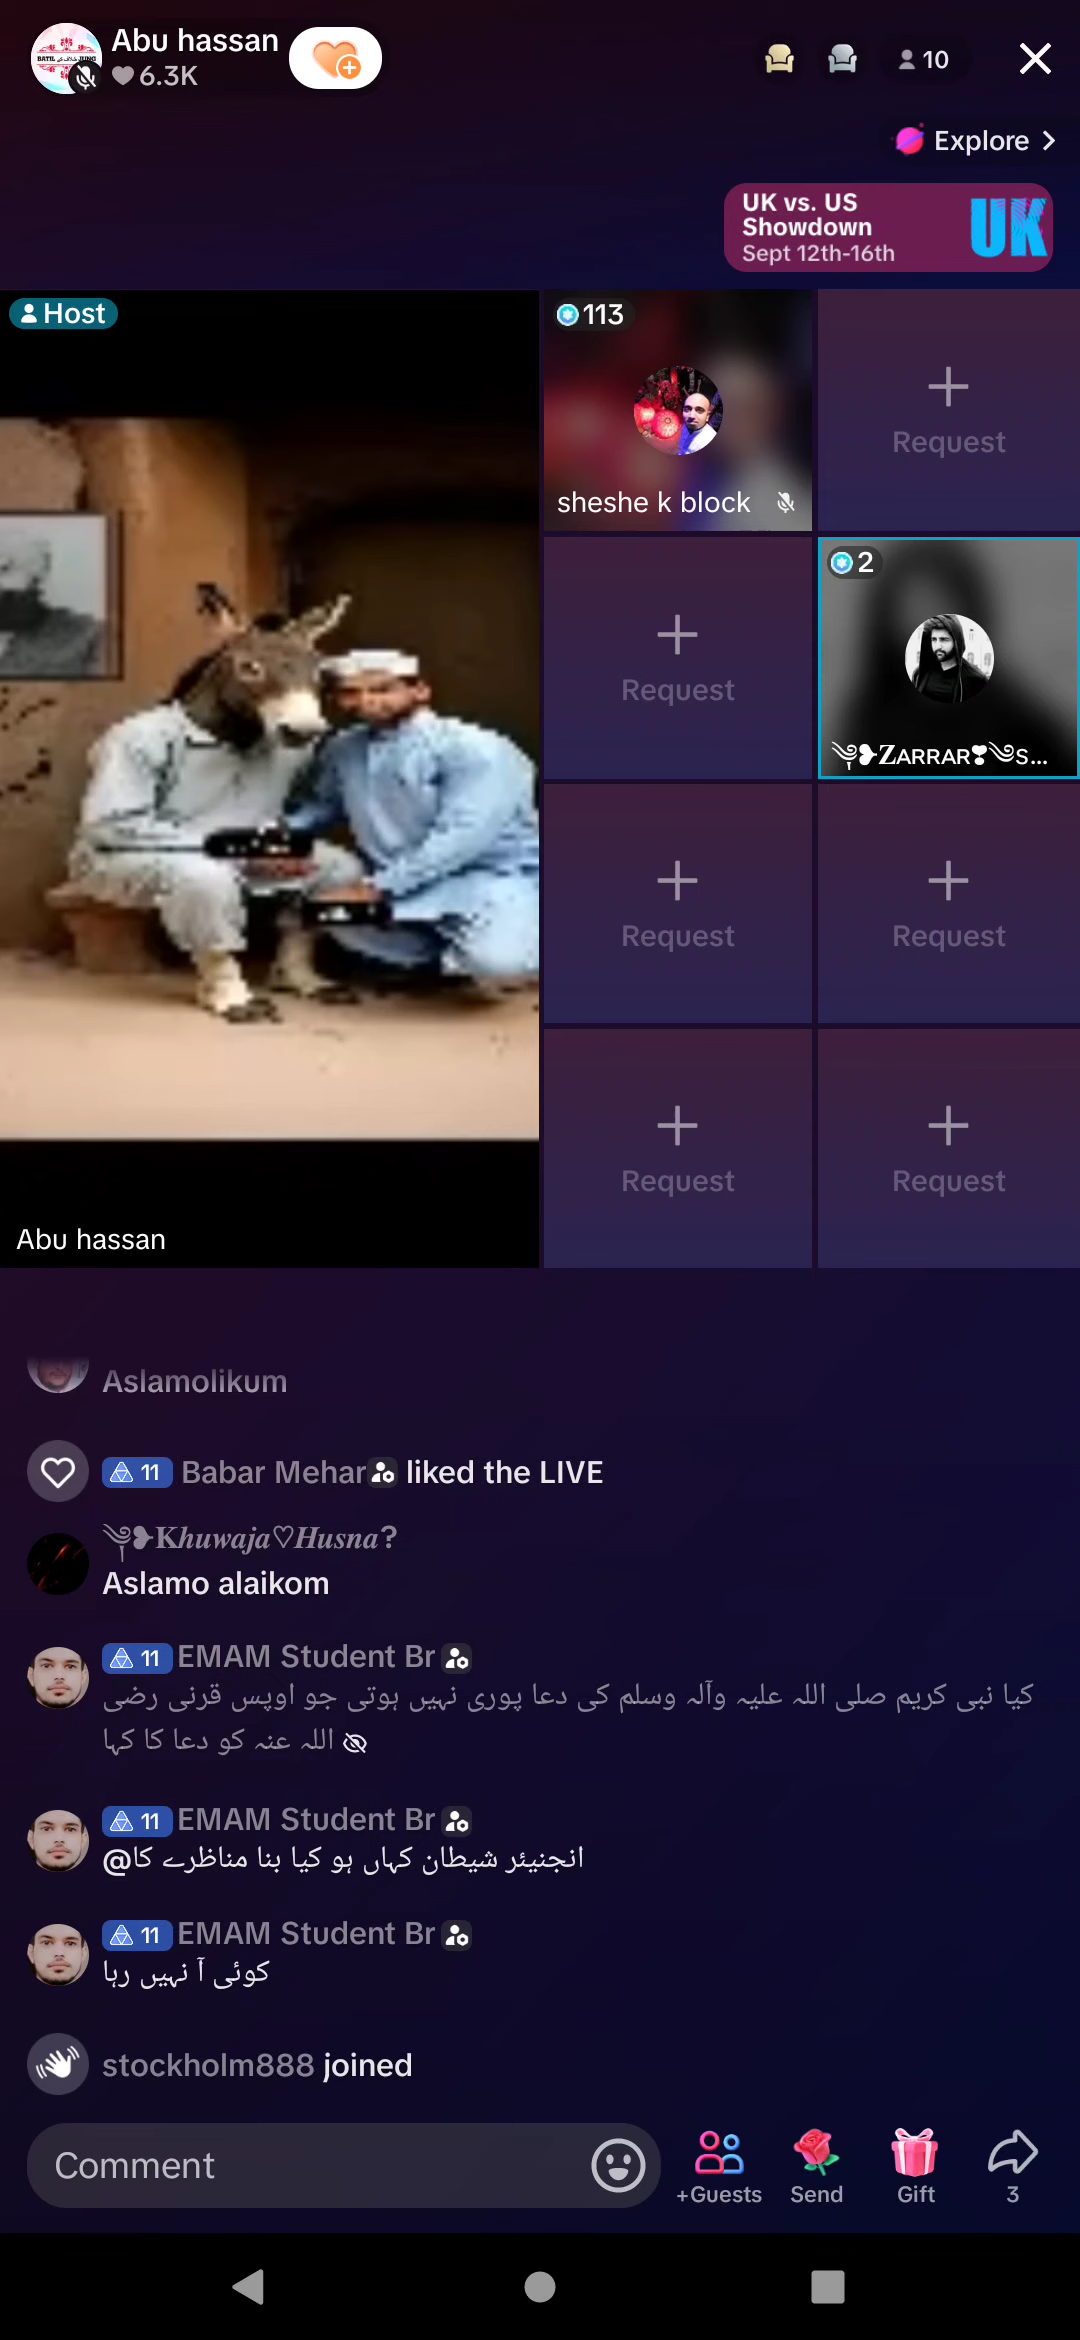 Abu hassan
6.3K
10
Explore
UK vs. US
Showdown
Sept 12th-16th
UK
Host
113
sheshe k block
Request
Request
2
ZARRAR❣༄S...
Request
Request
Request
Request
Request
Abu hassan
Aslamolikum
11 Babar Mehar liked the LIVE
༆❥Khuwaja♡Husna?
Aslamo alaikom
11 EMAM Student Br
کیا نبی کریم صلی اللہ علیہ وآلہ وسلم کی دعا پوری نہیں ہوتی جو اویس قرنی رضی
اللہ عنہ کو دعا کا کہا
11 EMAM Student Br
@انجنیئر شیطان کہاں ہو کیا بنا مناظرے کا
11 EMAM Student Br
کوئی آ نہیں رہا
stockholm888 joined
Comment
+Guests
Send
Gift
3